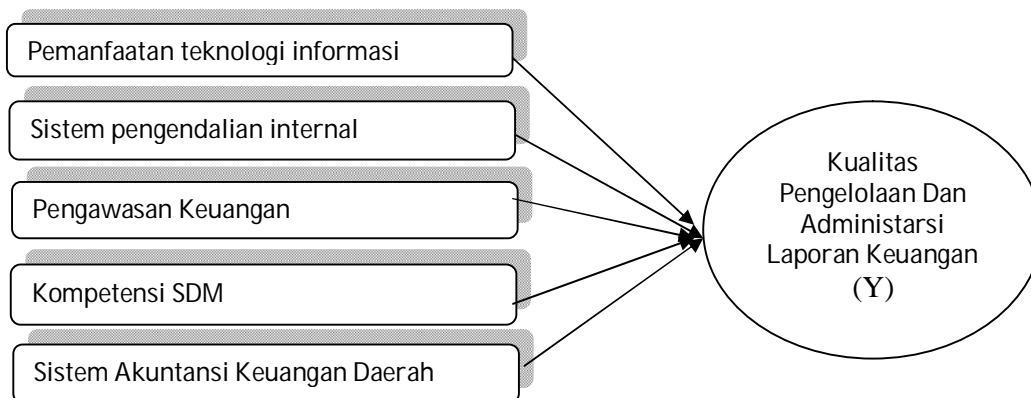 Pemanfaatan teknologi informasi
Sistem pengendalian internal
Pengawasan Keuangan
Kompetensi SDM
Sistem Akuntansi Keuangan Daerah
Kualitas
Pengelolaan Dan
Administarsi
Laporan Keuangan
(Y)